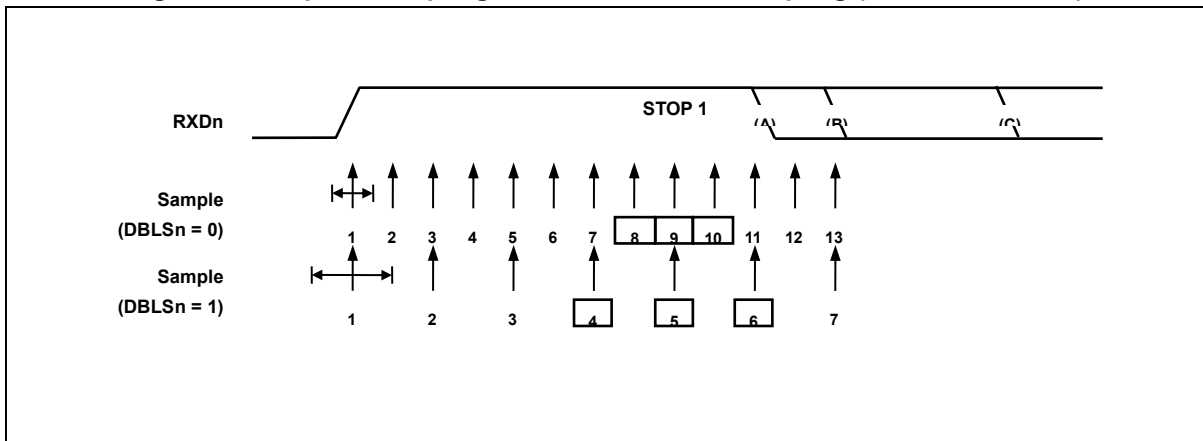 STOP 1
RXDn
(A) (B) (C)
Sample
(DBLSn = 0)
1 2 3 4 5 6 7 8 9 10 11 12 13
Sample
(DBLSn = 1)
1 2 3 4 5 6 7